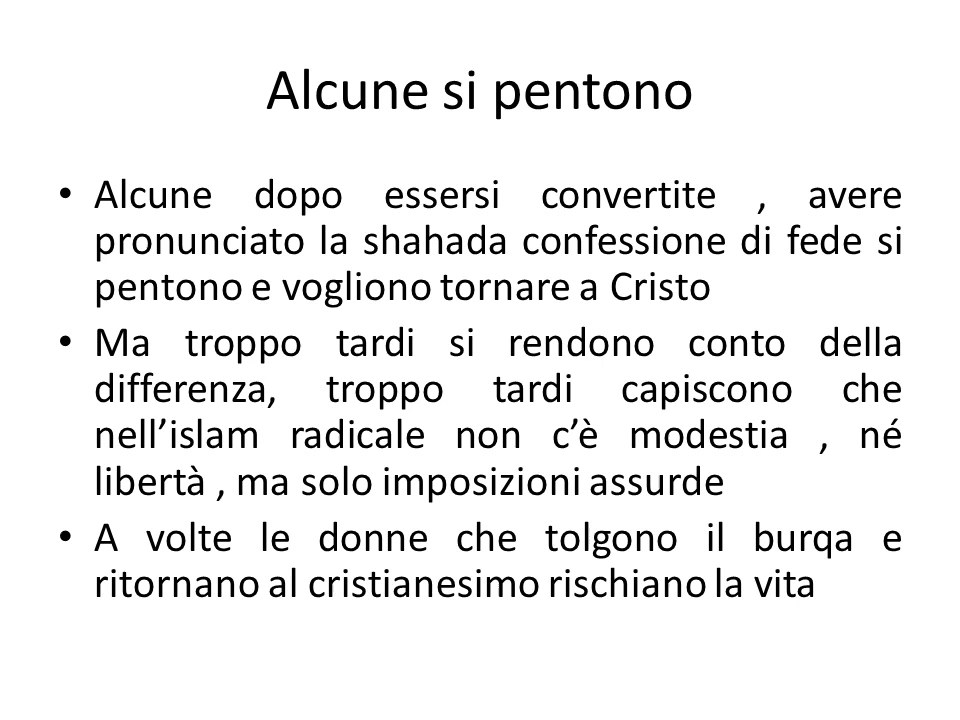 Alcune si pentono
• Alcune dopo essersi convertite , avere
pronunciato la shahada confessione di fede si
pentono e vogliono tornare a Cristo
• Ma troppo tardi si rendono conto della
differenza, troppo tardi capiscono che
nell’islam radicale non c’è modestia , né
libertà , ma solo imposizioni assurde
• A volte le donne che tolgono il burqa e
ritornano al cristianesimo rischiano la vita